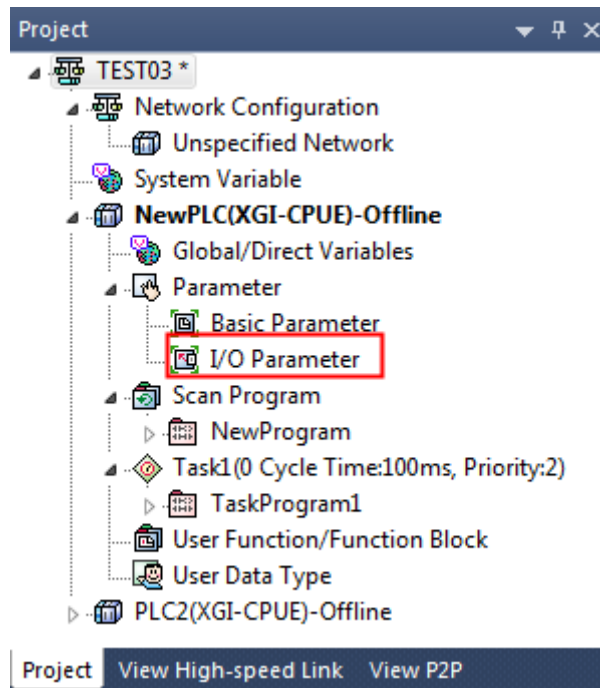 Project
TEST03 *
Network Configuration
Unspecified Network
System Variable
NewPLC(XGI-CPUE)-Offline
Global/Direct Variables
Parameter
Basic Parameter
I/O Parameter
Scan Program
NewProgram
Task1(0 Cycle Time:100ms, Priority:2)
TaskProgram1
User Function/Function Block
User Data Type
PLC2(XGI-CPUE)-Offline
Project View High-speed Link View P2P